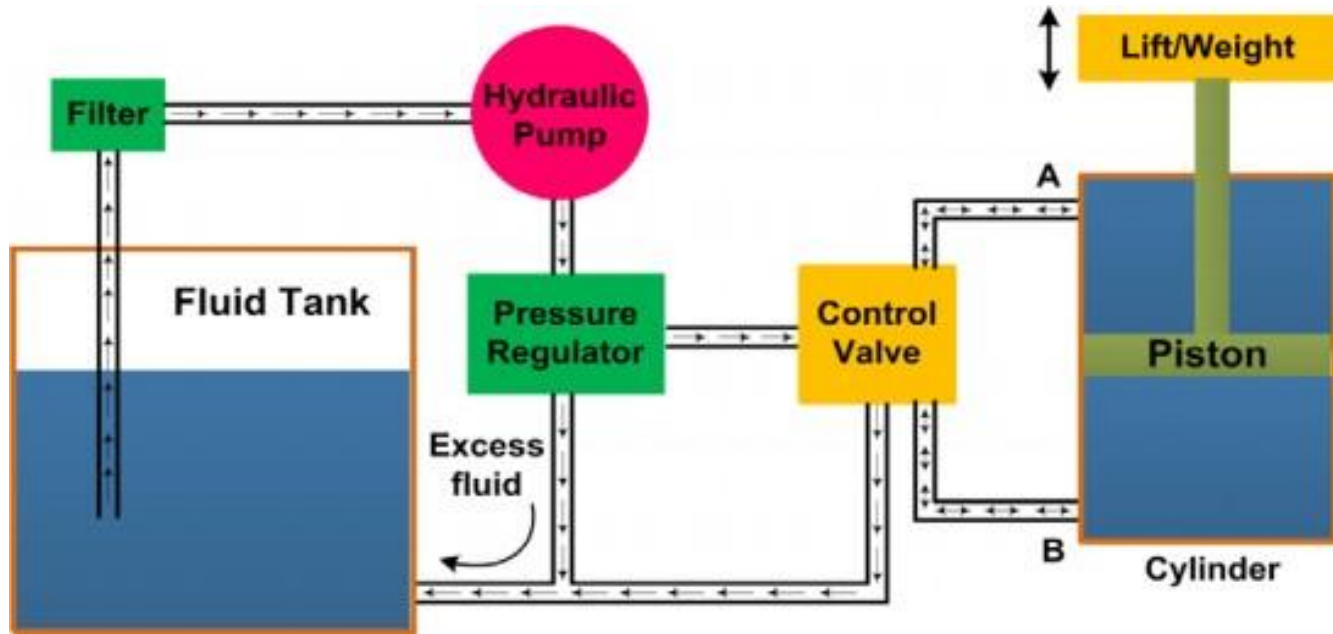 Filter
Hydraulic
Pump
Lift/Weight
A
Fluid Tank
Pressure
Regulator
Control
Valve
Piston
Excess
fluid
B
Cylinder